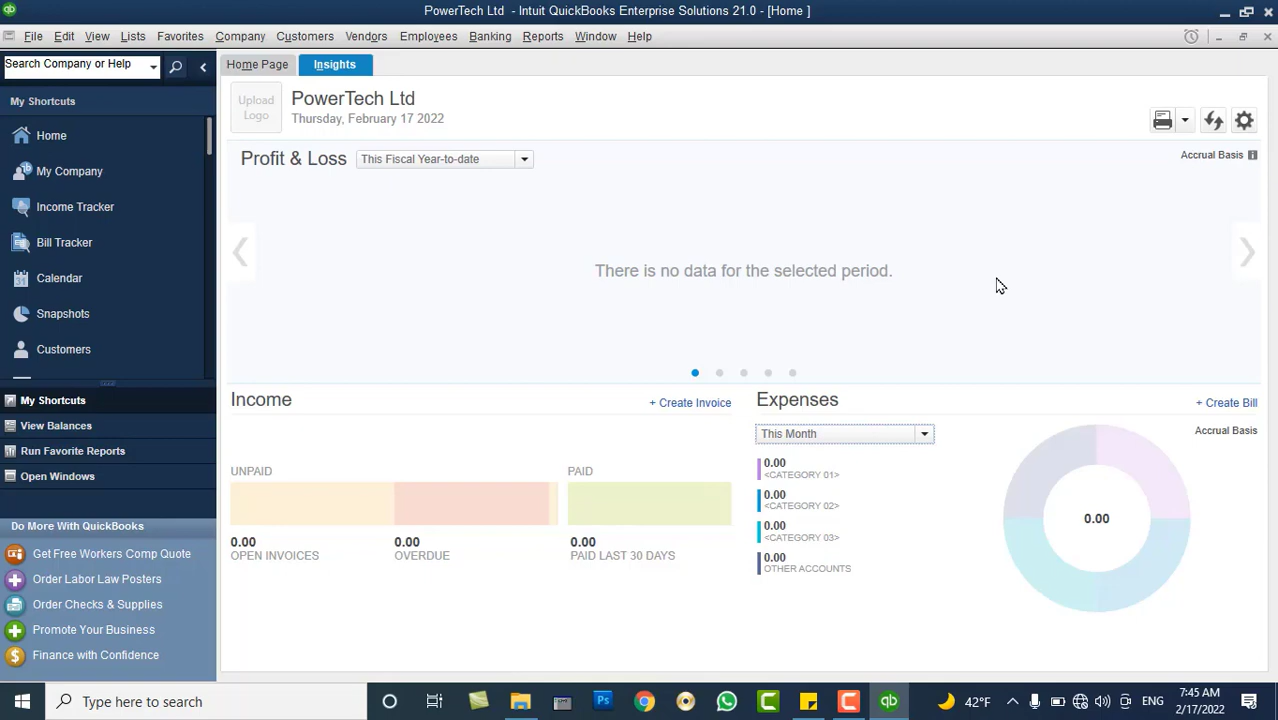 PowerTech Ltd - Intuit QuickBooks Enterprise Solutions 21.0 - [Home ]
File Edit View Lists Favorites Company Customers Vendors Employees Banking Reports Window Help
Search Company or Help
Home Page Insights
My Shortcuts
Home
My Company
Income Tracker
Bill Tracker
Calendar
Snapshots
Customers
My Shortcuts
View Balances
Run Favorite Reports
Open Windows
Do More With QuickBooks
Get Free Workers Comp Quote
Order Labor Law Posters
Order Checks & Supplies
Promote Your Business
Finance with Confidence
Upload
Logo
PowerTech Ltd
Thursday, February 17 2022
Profit & Loss This Fiscal Year-to-date
Accrual Basis
There is no data for the selected period.
Income
+ Create Invoice
UNPAID PAID
0.00 0.00 0.00
OPEN INVOICES OVERDUE PAID LAST 30 DAYS
Expenses
+ Create Bill
This Month
Accrual Basis
0.00
<CATEGORY 01>
0.00
<CATEGORY 02>
0.00
<CATEGORY 03>
0.00
OTHER ACCOUNTS
0.00
Type here to search
42°F
ENG
7:45 AM
2/17/2022